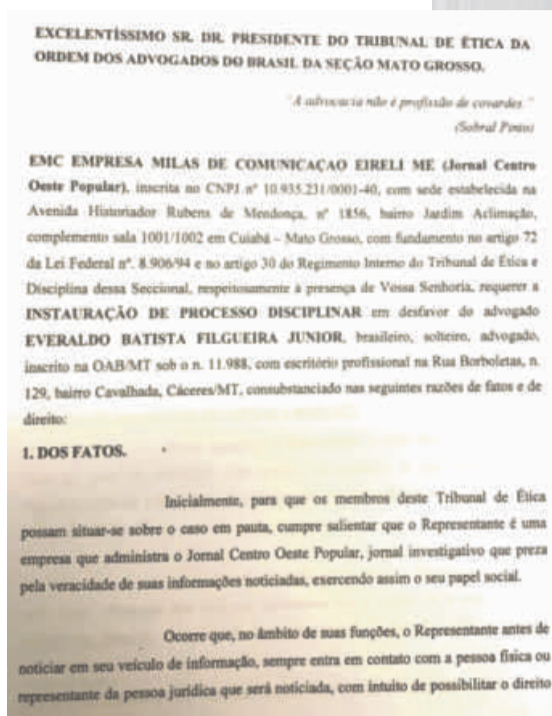 EXCELENTÍSSIMO SR. DR. PRESIDENTE DO TRIBUNAL DE ÉTICA DA
ORDEM DOS ADVOGADOS DO BRASIL DA SEÇÃO MATO GROSSO.
"A advocacia não é profissão de covardes."
(Sobral Pinto)
EMC EMPRESA MILAS DE COMUNICAÇAO EIRELI ME (Jornal Centro
Oeste Popular), inscrita no CNPJ nº 10.935.231/0001-40, com sede estabelecida na
Avenida Historiador Rubens de Mendonça, nº 1856, bairro Jardim Aclimação,
complemento sala 1001/1002 em Cuiabá – Mato Grosso, com fundamento no artigo 72
da Lei Federal nº. 8.906/94 e no artigo 30 do Regimento Interno do Tribunal de Ética e
Disciplina dessa Seccional, respeitosamente à presença de Vossa Senhoria, requerer a
INSTAURAÇÃO DE PROCESSO DISCIPLINAR em desfavor do advogado
EVERALDO BATISTA FILGUEIRA JUNIOR, brasileiro, solteiro, advogado,
inscrito na OAB/MT sob o n. 11.988, com escritório profissional na Rua Borboletas, n.
129, bairro Cavalhada, Cáceres/MT, consubstanciado nas seguintes razões de fatos e de
direito:
1. DOS FATOS.
Inicialmente, para que os membros deste Tribunal de Ética
possam situar-se sobre o caso em pauta, cumpre salientar que o Representante é uma
empresa que administra o Jornal Centro Oeste Popular, jornal investigativo que preza
pela veracidade de suas informações noticiadas, exercendo assim o seu papel social.
Ocorre que, no âmbito de suas funções, o Representante antes de
noticiar em seu veículo de informação, sempre entra em contato com a pessoa física ou
representante da pessoa jurídica que será noticiada, com intuito de possibilitar o direito